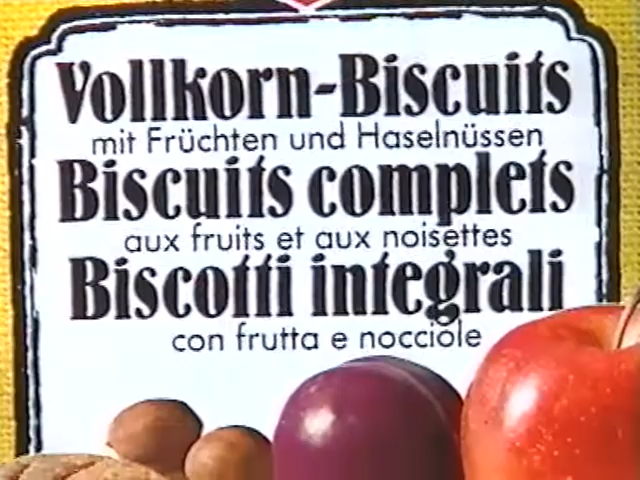 Vollkorn-Biscuits
mit Früchten und Haselnüssen
Biscuits complets
aux fruits et aux noisettes
Biscotti integrali
con frutta e nocciole